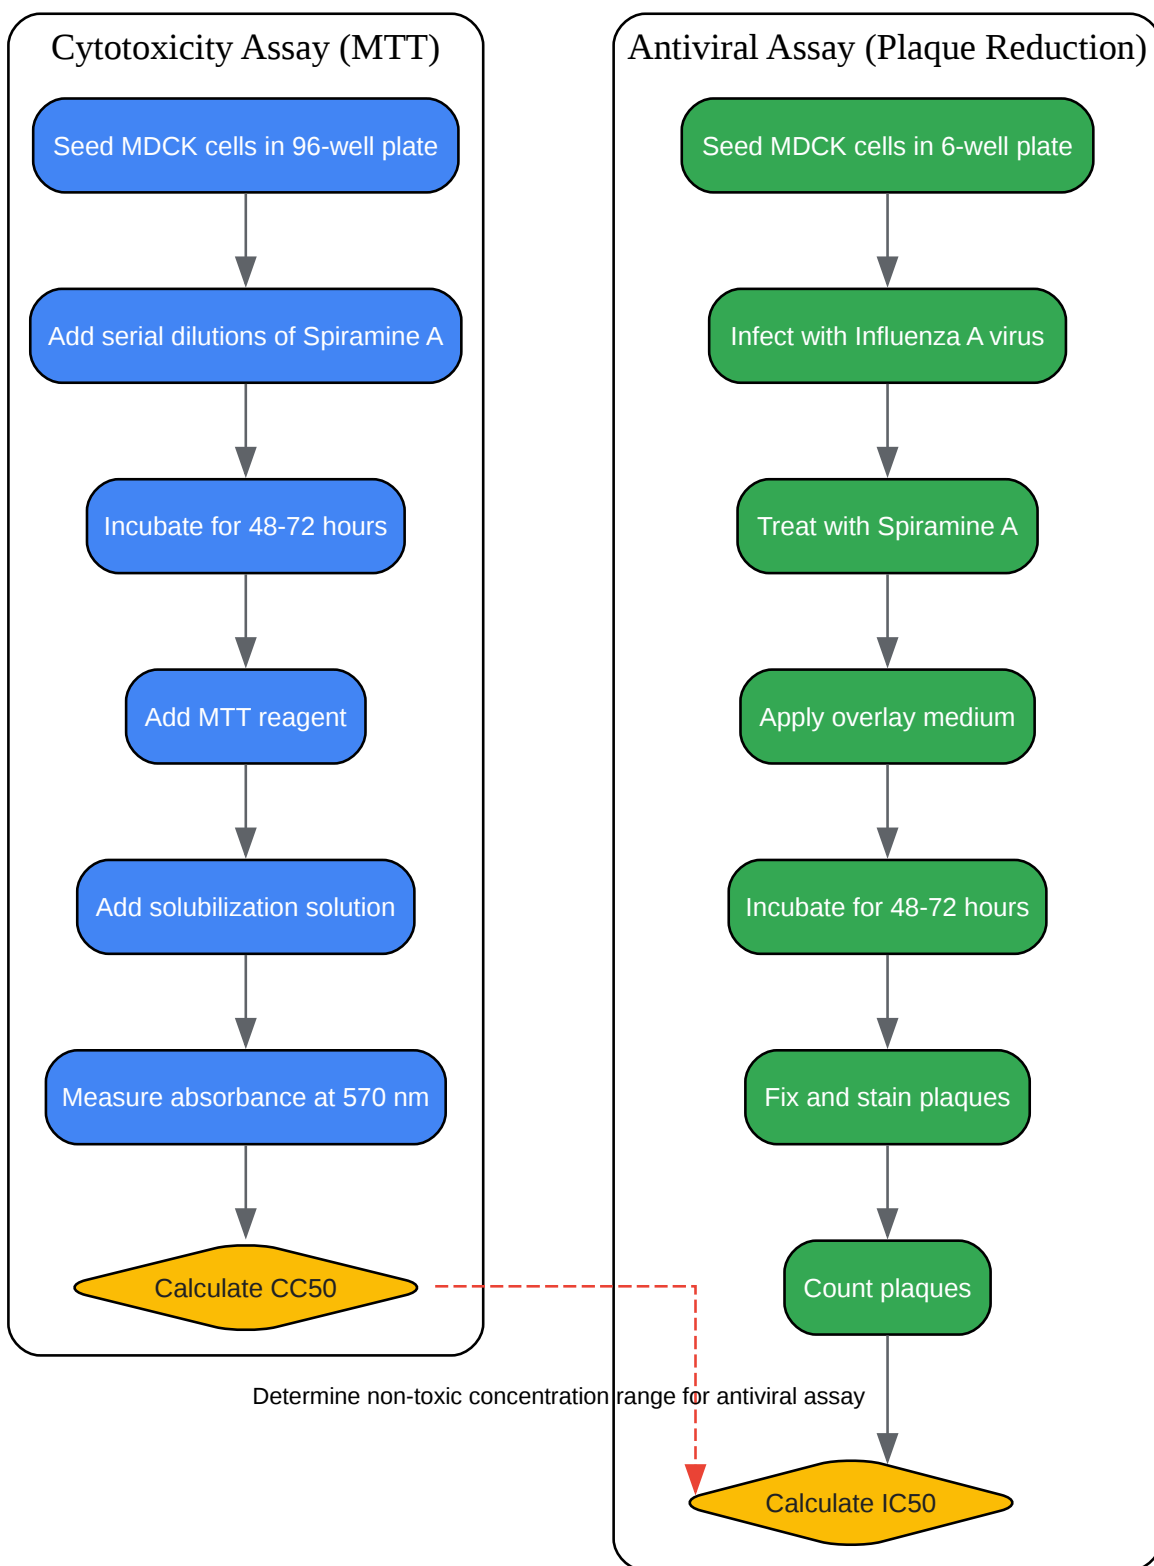 Cytotoxicity Assay (MTT)
Seed MDCK cells in 96-well plate
Add serial dilutions of Spiramine A
Incubate for 48-72 hours
Add MTT reagent
Add solubilization solution
Measure absorbance at 570 nm
Calculate CC50
Determine non-toxic concentration range for antiviral assay
Antiviral Assay (Plaque Reduction)
Seed MDCK cells in 6-well plate
Infect with Influenza A virus
Treat with Spiramine A
Apply overlay medium
Incubate for 48-72 hours
Fix and stain plaques
Count plaques
Calculate IC50